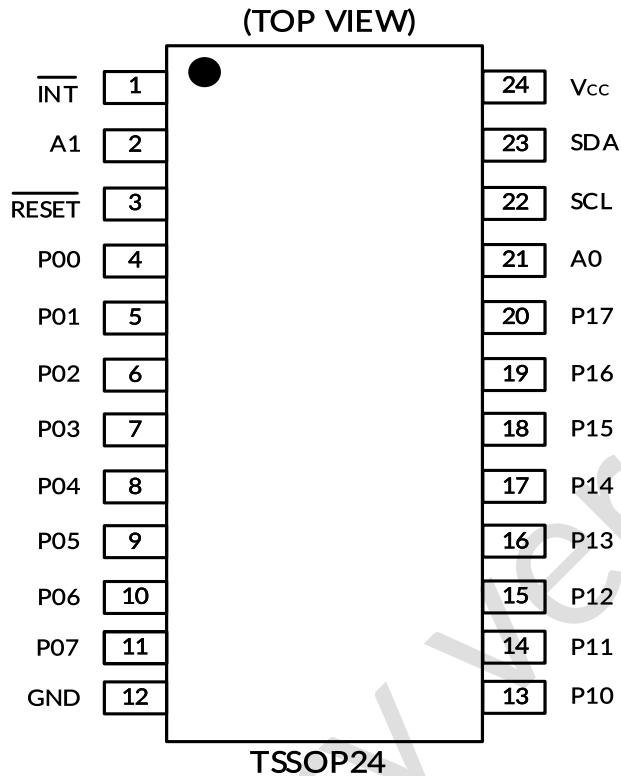 (TOP VIEW)
INT 1 24 Vcc
A1 2 23 SDA
RESET 3 22 SCL
P00 4 21 A0
P01 5 20 P17
P02 6 19 P16
P03 7 18 P15
P04 8 17 P14
P05 9 16 P13
P06 10 15 P12
P07 11 14 P11
GND 12 13 P10
TSSOP24